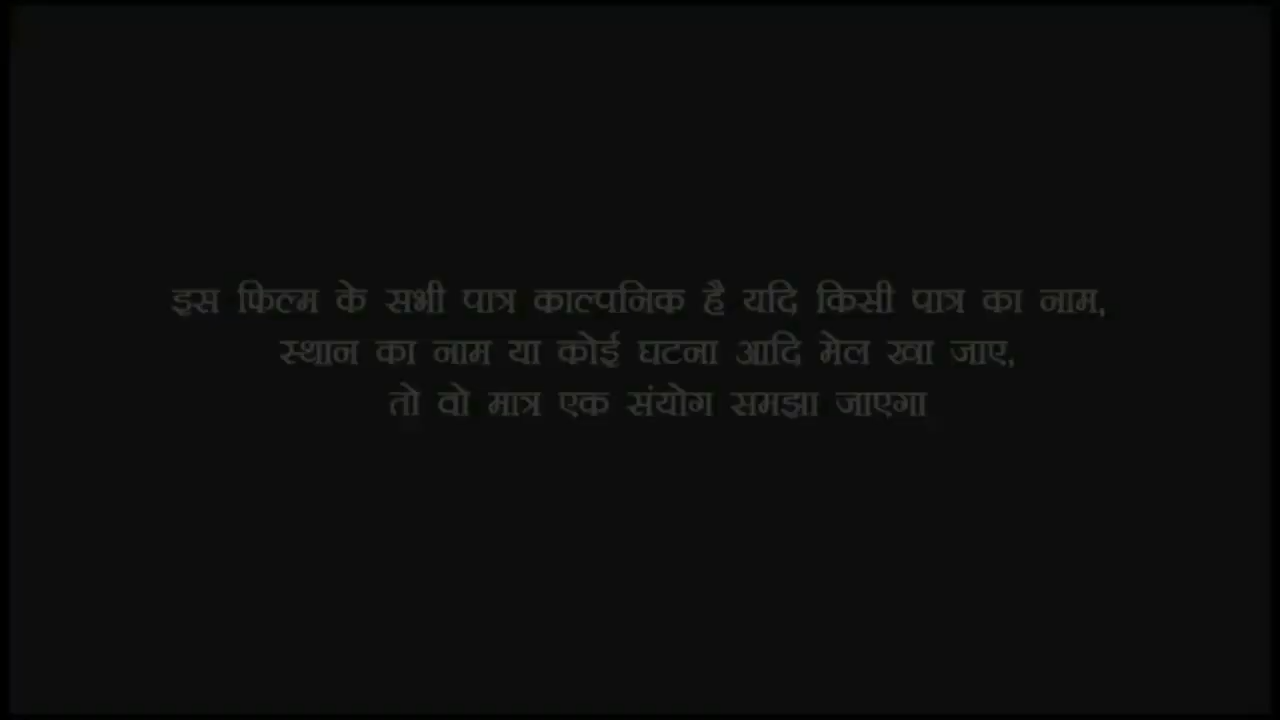 इस फिल्म के सभी पात्र काल्पनिक है यदि किसी पात्र का नाम,
स्थान का नाम या कोई घटना आदि मेल खा जाए,
तो वो मात्र एक संयोग समझा जाएगा